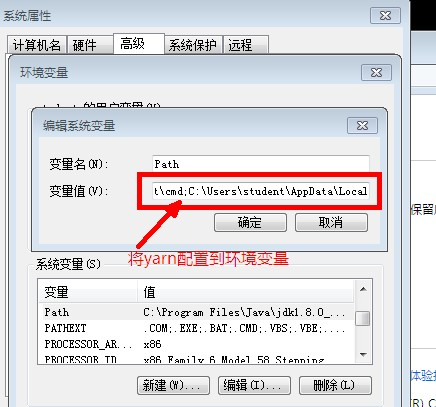 系统属性
计算机名 硬件 高级 系统保护 远程
环境变量
编辑系统变量
变量名(N): Path
变量值(V): t\cmd;C:\Users\student\AppData\Local
确定 取消
将yarn配置到环境变量
系统变量(S)
变量 值
Path C:\Program Files\Java\jdk1.8.0_...
PATHEXT .COM;.EXE;.BAT;.CMD;.VBS;.VBE;....
PROCESSOR_AR... x86
PROCESSOR_ID x86 Family 6 Model 58 Stepping
新建(W)... 编辑(I)... 删除(L)
保留
体验